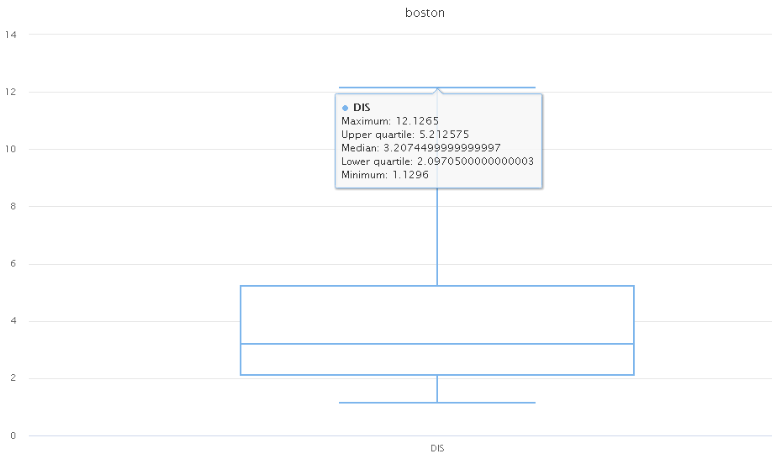 boston
14
12
10
8
6
4
2
0
DIS
Maximum: 12.1265
Upper quartile: 5.212575
Median: 3.2074499999999997
Lower quartile: 2.0970500000000003
Minimum: 1.1296
DIS